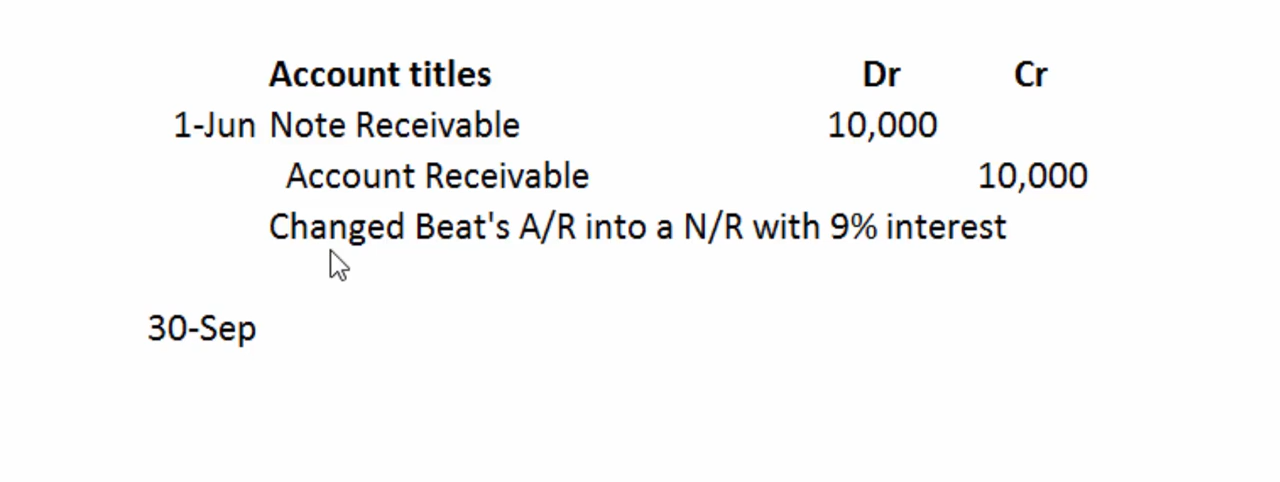 Account titles Dr Cr
1-Jun Note Receivable 10,000
Account Receivable 10,000
Changed Beat's A/R into a N/R with 9% interest
30-Sep